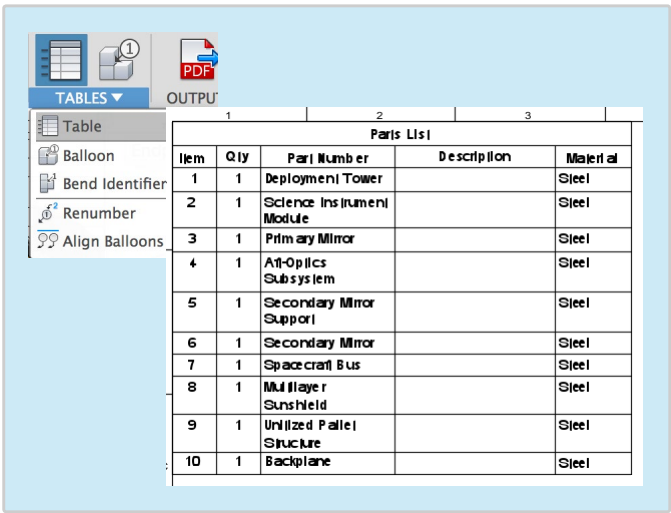 1
PDF
TABLES ▼ OUTPU
Table
Balloon
Bend Identifier
Renumber
Align Balloons
1 2 3
Parts List
Item Qty Part Number Description Material
1 1 Deployment Tower Steel
2 1 Science Instrument Steel
Module
3 1 Primary Mirror Steel
4 1 Aft-Optics Steel
Subsystem
5 1 Secondary Mirror Steel
Support
6 1 Secondary Mirror Steel
7 1 Spacecraft Bus Steel
8 1 Multilayer Steel
Sunshield
9 1 Unitized Pallet Steel
Structure
10 1 Backplane Steel